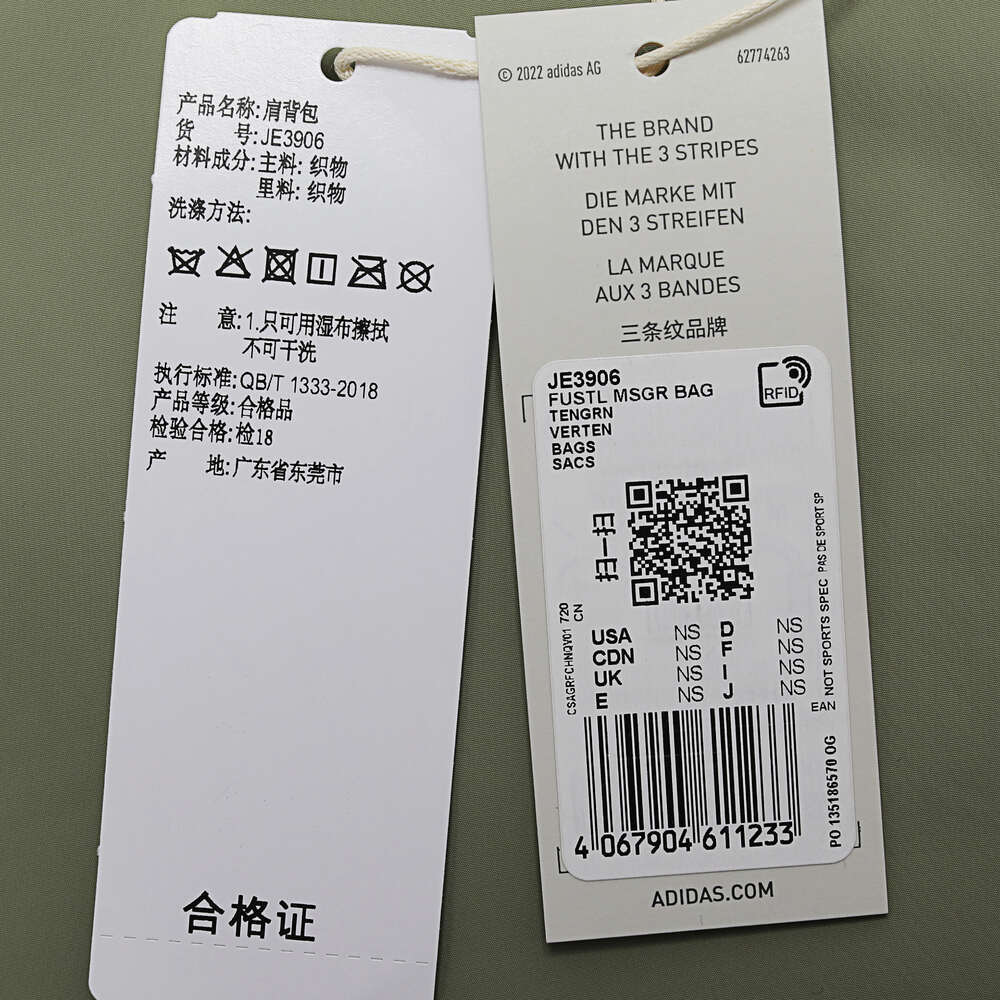 产品名称:肩背包
货 号:JE3906
材料成分:主料: 织物
里料: 织物
洗涤方法:
注 意:1.只可用湿布擦拭
不可干洗
执行标准:QB/T 1333-2018
产品等级:合格品
检验合格:检18
产 地:广东省东莞市
合格证
© 2022 adidas AG
62774263
THE BRAND
WITH THE 3 STRIPES
DIE MARKE MIT
DEN 3 STREIFEN
LA MARQUE
AUX 3 BANDES
三条纹品牌
JE3906
FUSTL MSGR BAG
TENGRN
VERTEN
BAGS
SACS
RFID
扫一扫
CSAGRFCHNQY01 720
CN
USA NS D NS
CDN NS F NS
UK NS I NS
E NS J NS
NOT SPORTS SPEC PAS DE SPORT SP
EAN
PO 135186570 OG
4 067904 611233
ADIDAS.COM